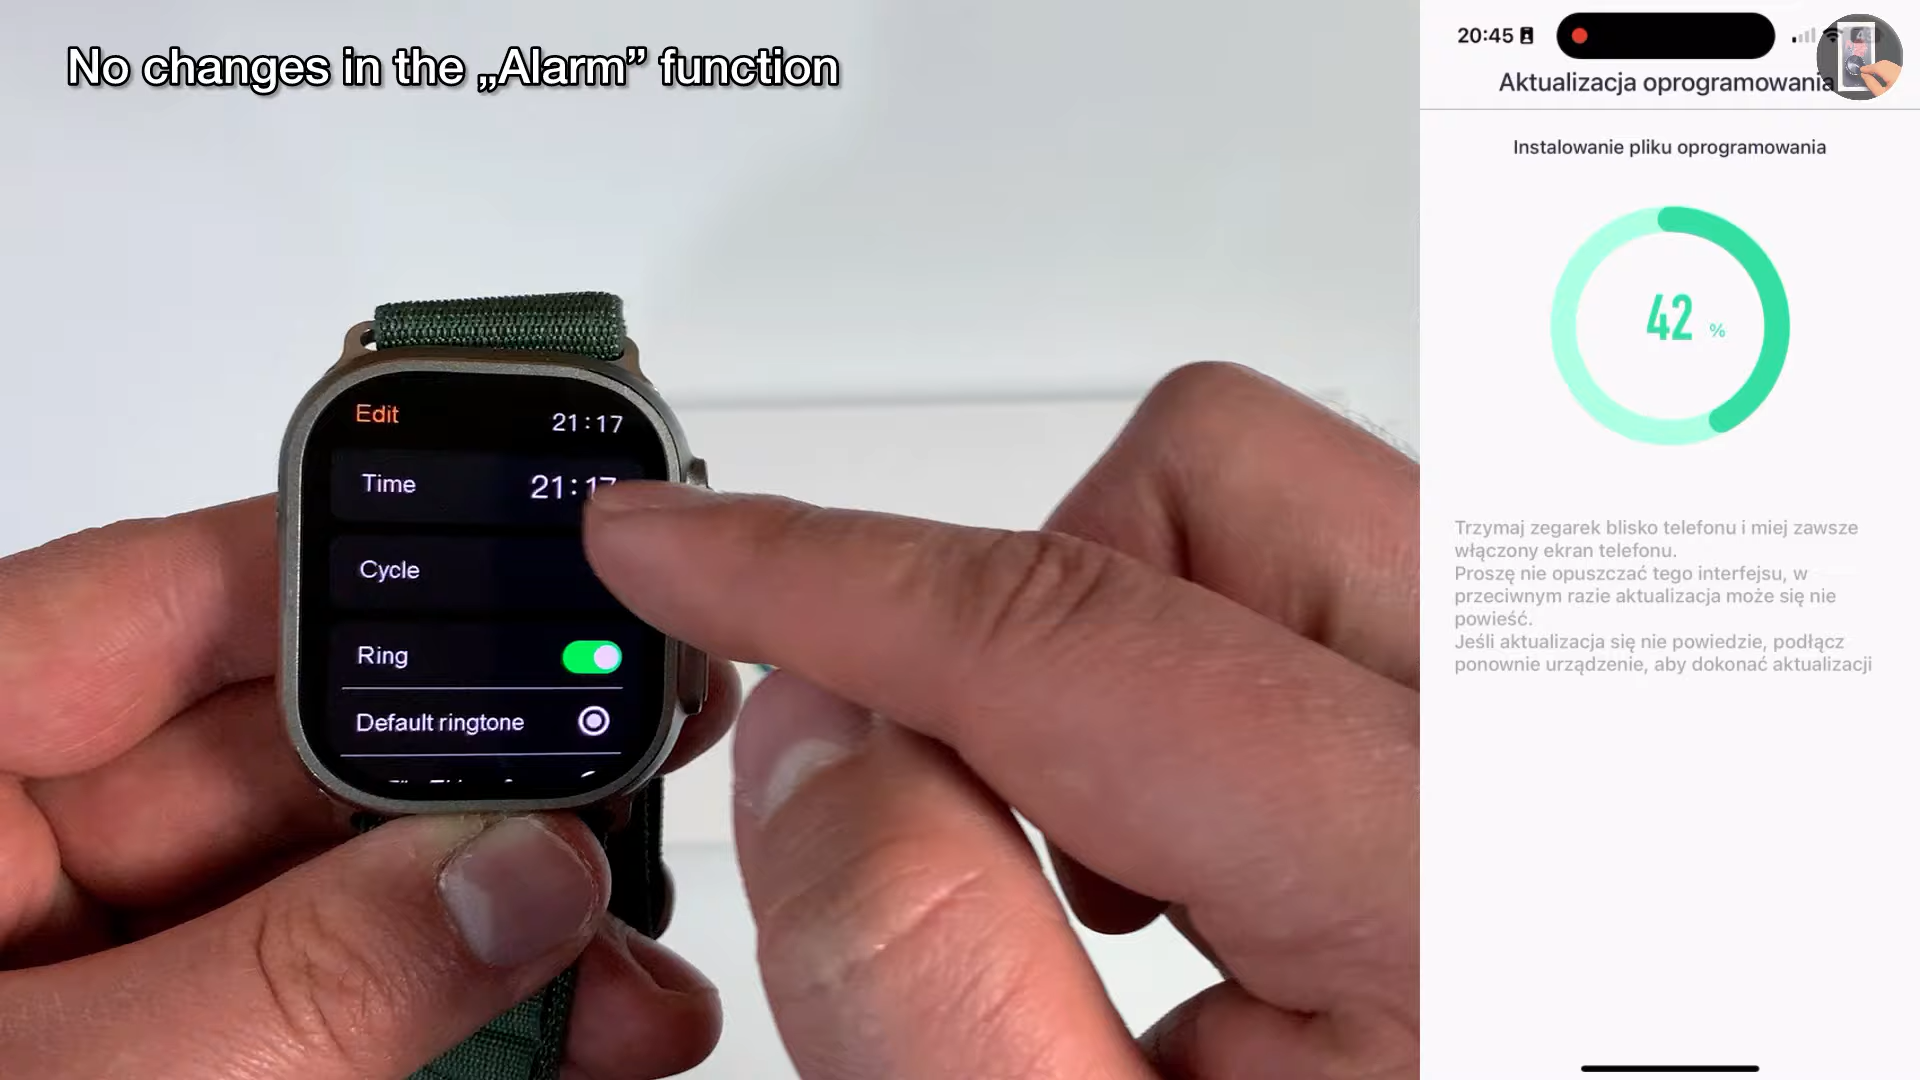 No changes in the „Alarm” function
Edit
21:17
Time
21:17
Cycle
Ring
Default ringtone
20:45
Aktualizacja oprogramowania
Instalowanie pliku oprogramowania
42 %
Trzymaj zegarek blisko telefonu i miej zawsze
włączony ekran telefonu.
Proszę nie opuszczać tego interfejsu, w
przeciwnym razie aktualizacja może się nie
powieść.
Jeśli aktualizacja się nie powiedzie, podłącz
ponownie urządzenie, aby dokonać aktualizacji